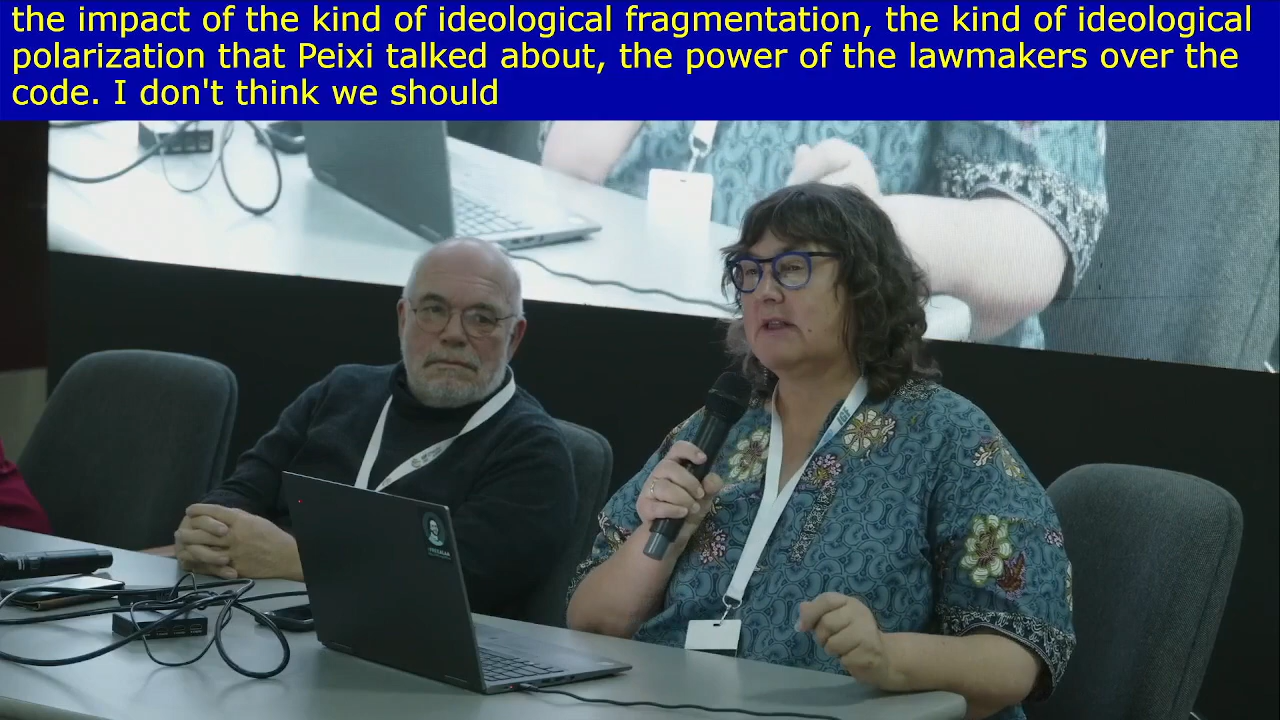 the impact of the kind of ideological fragmentation, the kind of ideological
polarization that Peixi talked about, the power of the lawmakers over the
code. I don't think we should